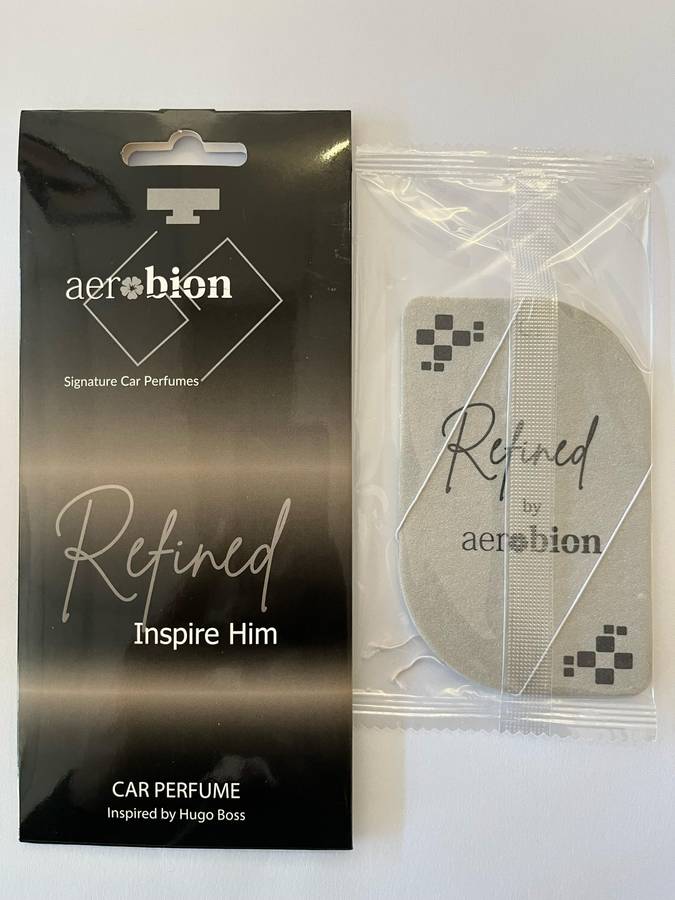 aerobion
Signature Car Perfumes
Refined
Inspire Him
CAR PERFUME
Inspired by Hugo Boss
Refined
by
aerobion